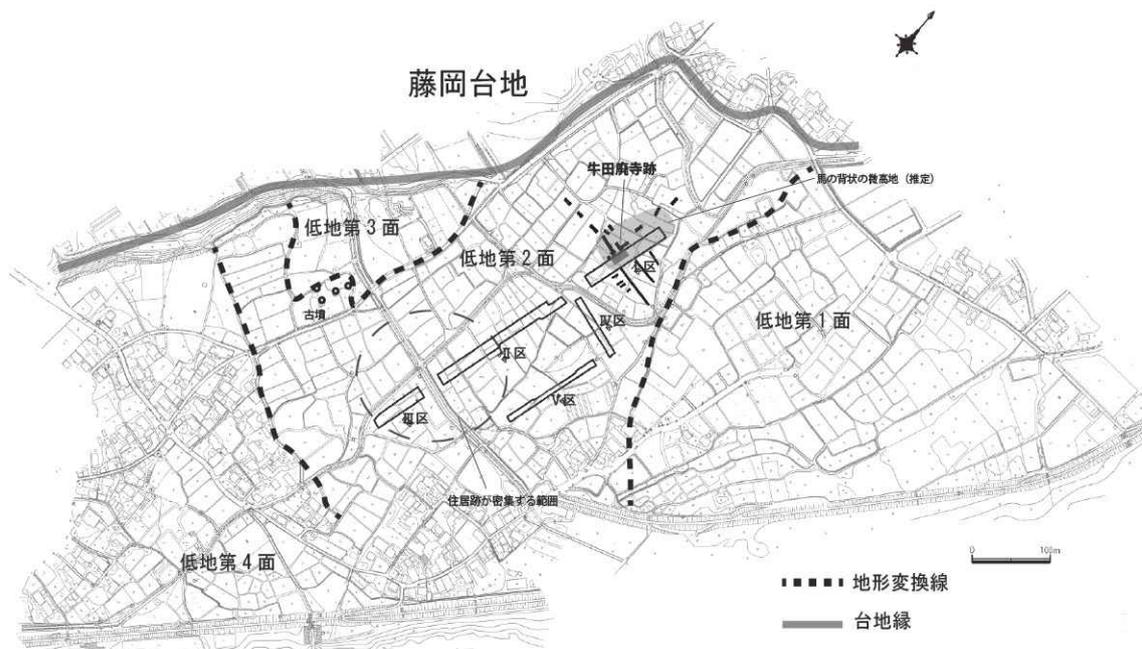 藤岡台地
牛田廃寺跡
馬の背状の微高地（推定）
低地第3面
低地第2面
I区
古墳
低地第1面
IV区
II区
V区
III区
住居跡が密集する範囲
低地第4面
0 100m
地形変換線
台地縁